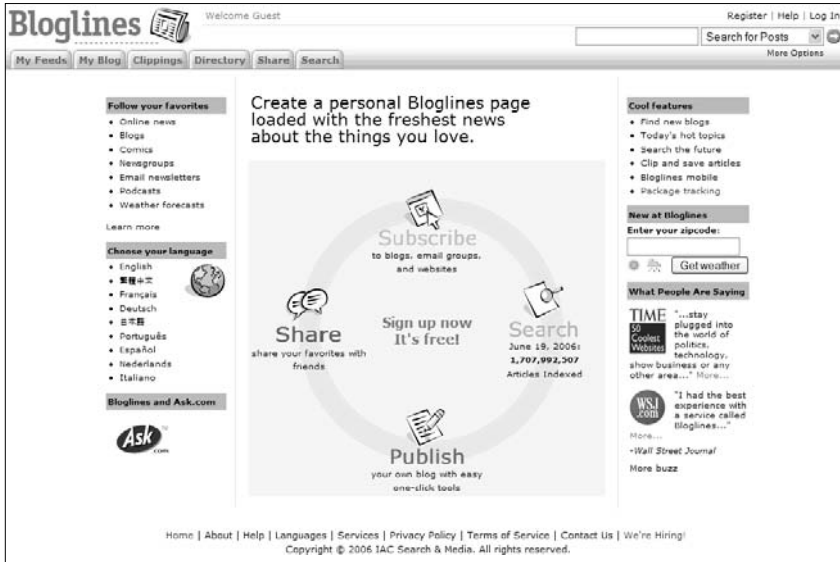 Bloglines
Welcome Guest
Register | Help | Log In
Search for Posts
More Options
My Feeds
My Blog
Clippings
Directory
Share
Search
Follow your favorites
• Online news
• Blogs
• Comics
• Newsgroups
• Email newsletters
• Podcasts
• Weather forecasts
Learn more
Choose your language
• English
• 繁體中文
• Français
• Deutsch
• 日本語
• Português
• Español
• Nederlands
• Italiano
Bloglines and Ask.com
Ask
.com
Create a personal Bloglines page
loaded with the freshest news
about the things you love.
Subscribe
to blogs, email groups,
and websites
Share
share your favorites with
friends
Sign up now
It's free!
Search
June 19, 2006:
1,707,992,507
Articles Indexed
Publish
your own blog with easy
one-click tools
Cool features
• Find new blogs
• Today's hot topics
• Search the future
• Clip and save articles
• Bloglines mobile
• Package tracking
New at Bloglines
Enter your zipcode:
Get weather
What People Are Saying
TIME
50
Coolest
Websites
"...stay
plugged into
the world of
politics,
technology,
show business or any
other area..." More...
WSJ
.com
"I had the best
experience with
a service called
Bloglines..."
More...
-Wall Street Journal
More buzz
Home | About | Help | Languages | Services | Privacy Policy | Terms of Service | Contact Us | We're Hiring!
Copyright © 2006 IAC Search & Media. All rights reserved.